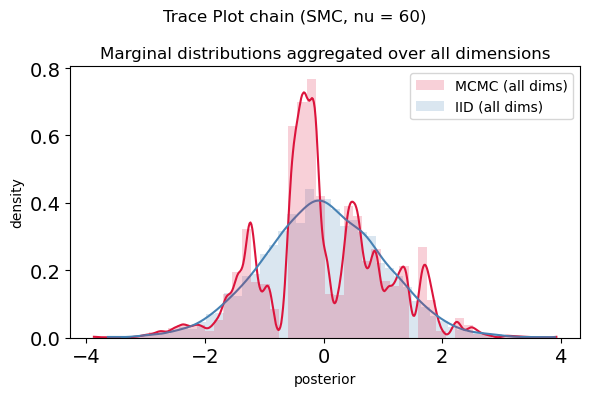 Trace Plot chain (SMC, nu = 60)
Marginal distributions aggregated over all dimensions
MCMC (all dims)
IID (all dims)
density
0.8
0.6
0.4
0.2
0.0
−4
−2
0
2
4
posterior